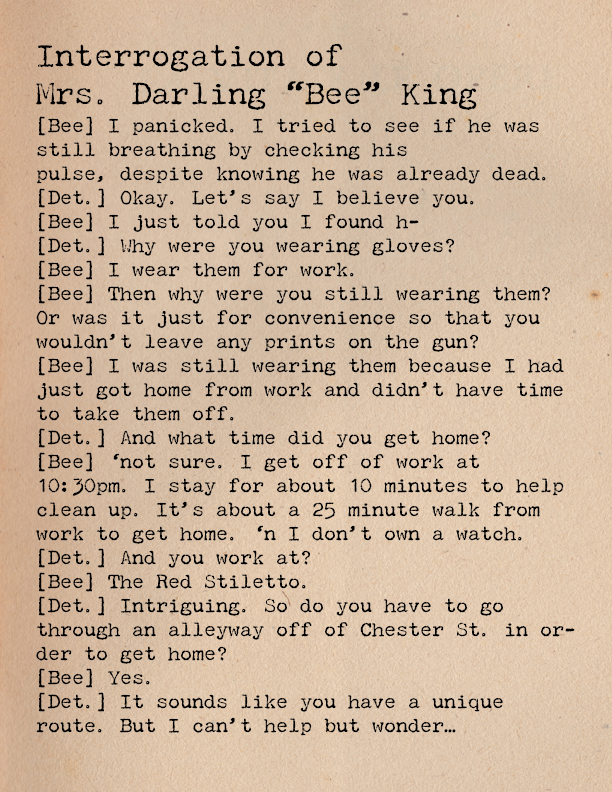 Interrogation of
Mrs. Darling “Bee” King
[Bee] I panicked. I tried to see if he was
still breathing by checking his
pulse, despite knowing he was already dead.
[Det.] Okay. Let’s say I believe you.
[Bee] I just told you I found h-
[Det.] Why were you wearing gloves?
[Bee] I wear them for work.
[Bee] Then why were you still wearing them?
Or was it just for convenience so that you
wouldn’t leave any prints on the gun?
[Bee] I was still wearing them because I had
just got home from work and didn’t have time
to take them off.
[Det.] And what time did you get home?
[Bee] ‘not sure. I get off of work at
10:30pm. I stay for about 10 minutes to help
clean up. It’s about a 25 minute walk from
work to get home. ‘n I don’t own a watch.
[Det.] And you work at?
[Bee] The Red Stiletto.
[Det.] Intriguing. So do you have to go
through an alleyway off of Chester St. in or-
der to get home?
[Bee] Yes.
[Det.] It sounds like you have a unique
route. But I can’t help but wonder…